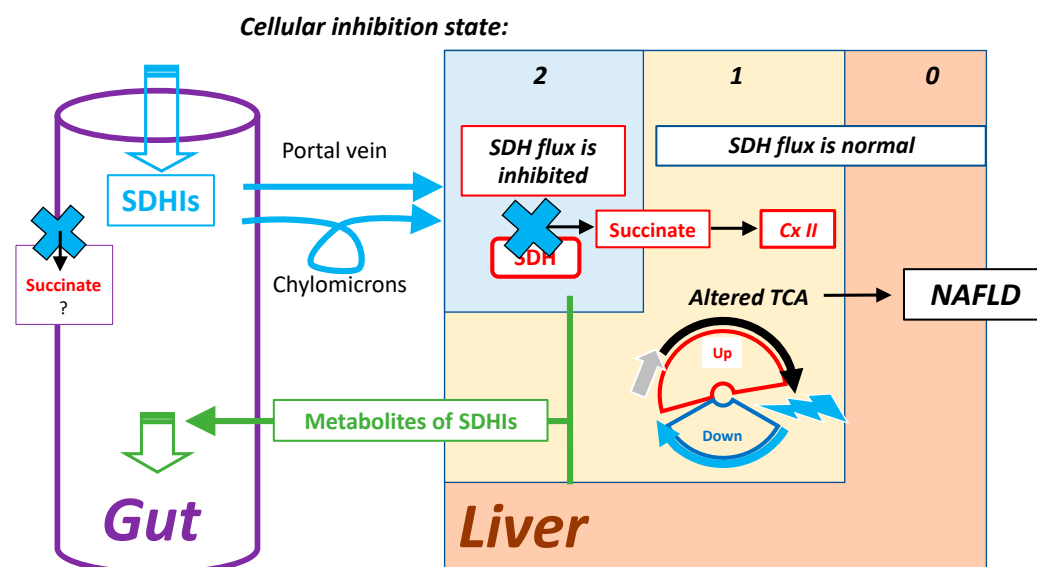 Cellular inhibition state:
2
1
0
Portal vein
SDH flux is
inhibited
SDH flux is normal
SDHIs
Succinate
Cx II
SDH
Succinate
?
Chylomicrons
Altered TCA
NAFLD
Up
Metabolites of SDHIs
Down
Gut
Liver